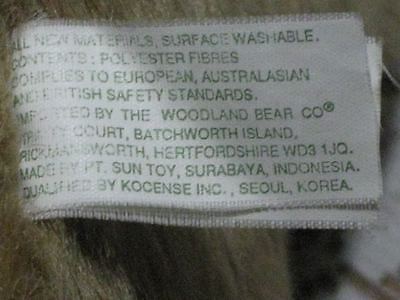 ALL NEW MATERIALS, SURFACE WASHABLE.
CONTENTS: POLYESTER FIBRES
COMPLIES TO EUROPEAN, AUSTRALASIAN
AND BRITISH SAFETY STANDARDS.
IMPORTED BY THE WOODLAND BEAR CO®
TRINITY COURT, BATCHWORTH ISLAND,
RICKMANSWORTH, HERTFORDSHIRE WD3 1JQ.
MADE BY PT. SUN TOY, SURABAYA, INDONESIA.
QUALIFIED BY KOCENSE INC., SEOUL, KOREA.